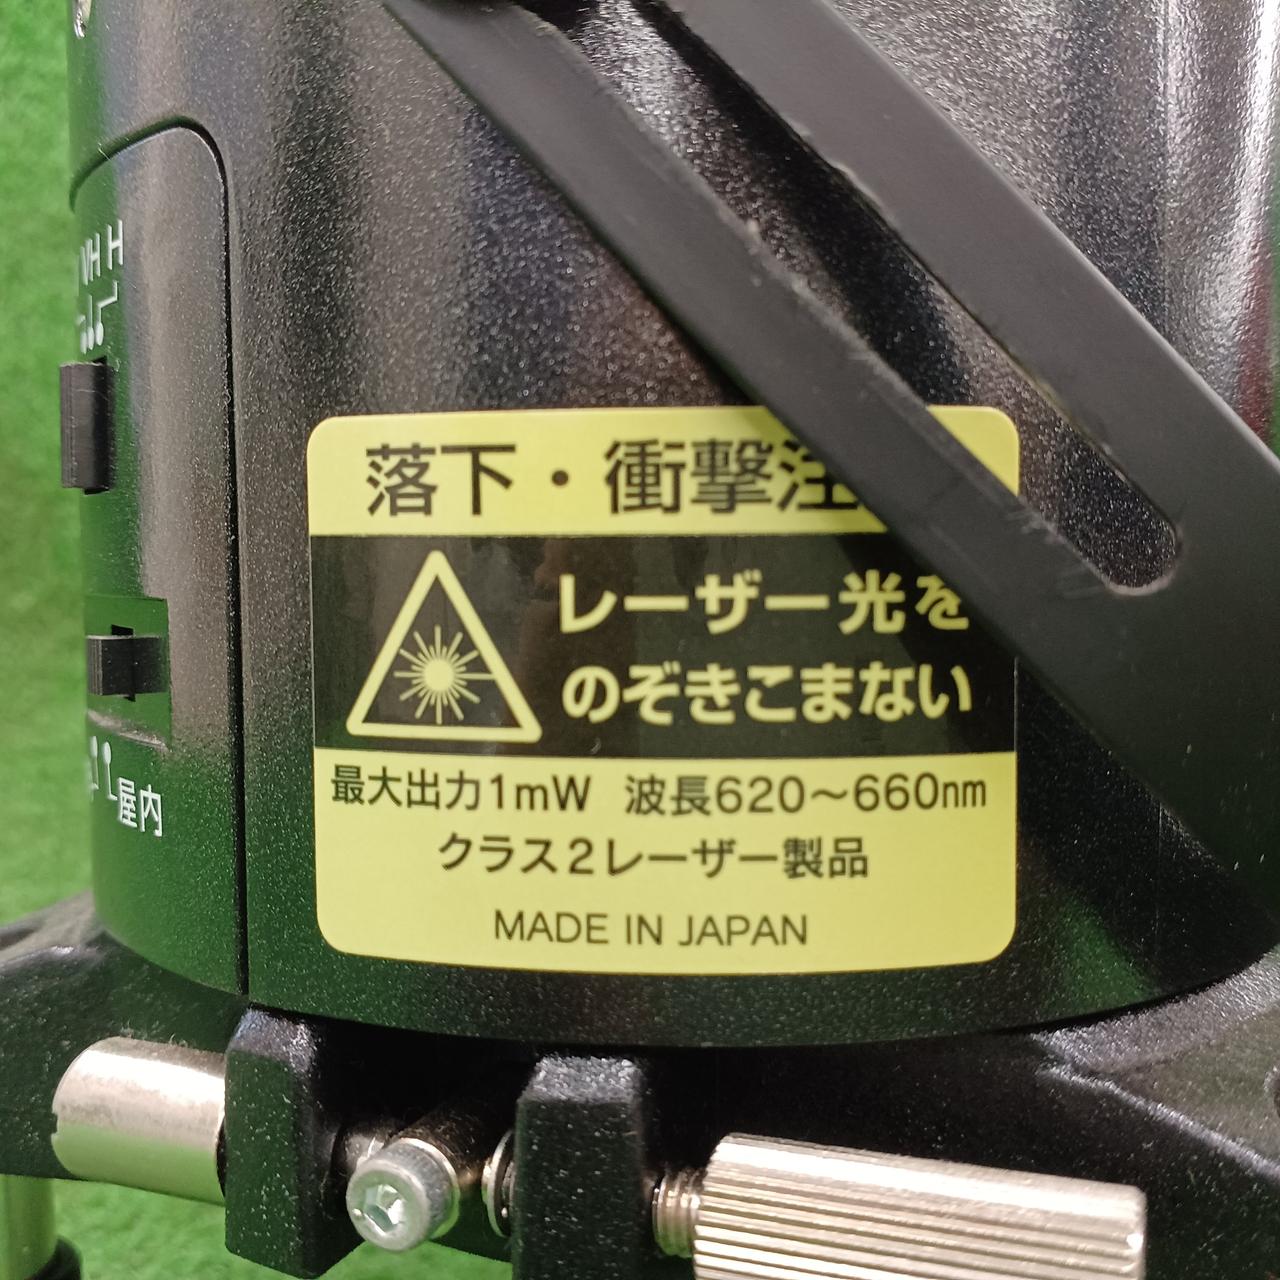 VH H
屋内
落下・衝撃注
レーザー光を
のぞきこまない
最大出力1mW 波長620～660nm
クラス2レーザー製品
MADE IN JAPAN